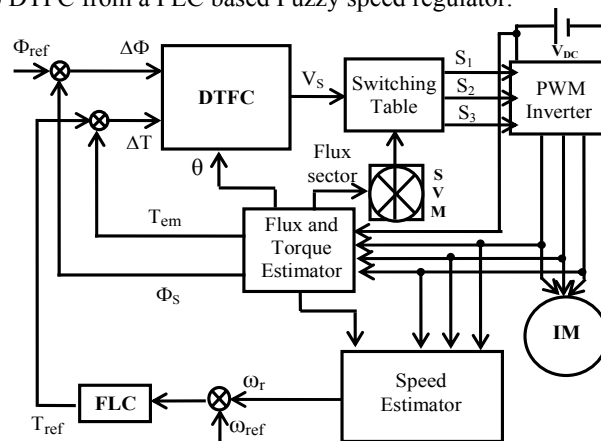 DTFC from a FLC based Fuzzy speed regulator.
Φref
ΔΦ
DTFC
VS
Switching
Table
S1
S2
S3
VDC
PWM
Inverter
ΔT
θ
Flux
sector
S
V
M
Tem
Flux and
Torque
Estimator
ΦS
IM
Speed
Estimator
FLC
ωr
Tref
ωref